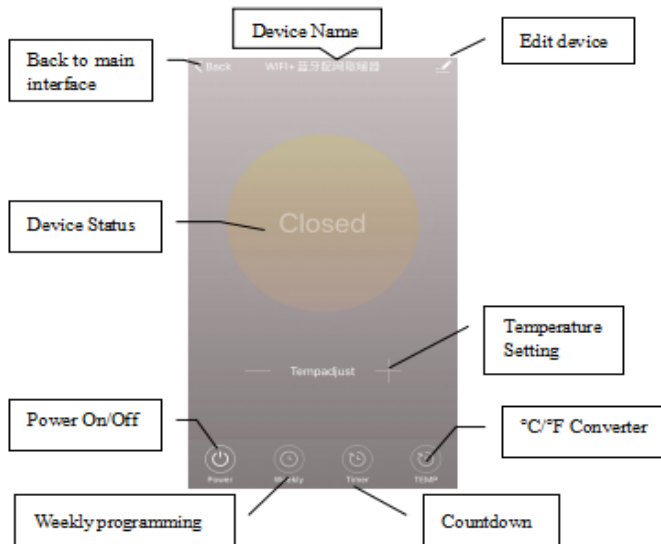 Device Name
Edit device
Back to main
interface
Back
WIFI+蓝牙配网取暖器
Device Status
Closed
Temperature
Setting
Tempadjust
Power On/Off
°C/°F Converter
Power
Weekly
Timer
TEMP
Weekly programming
Countdown